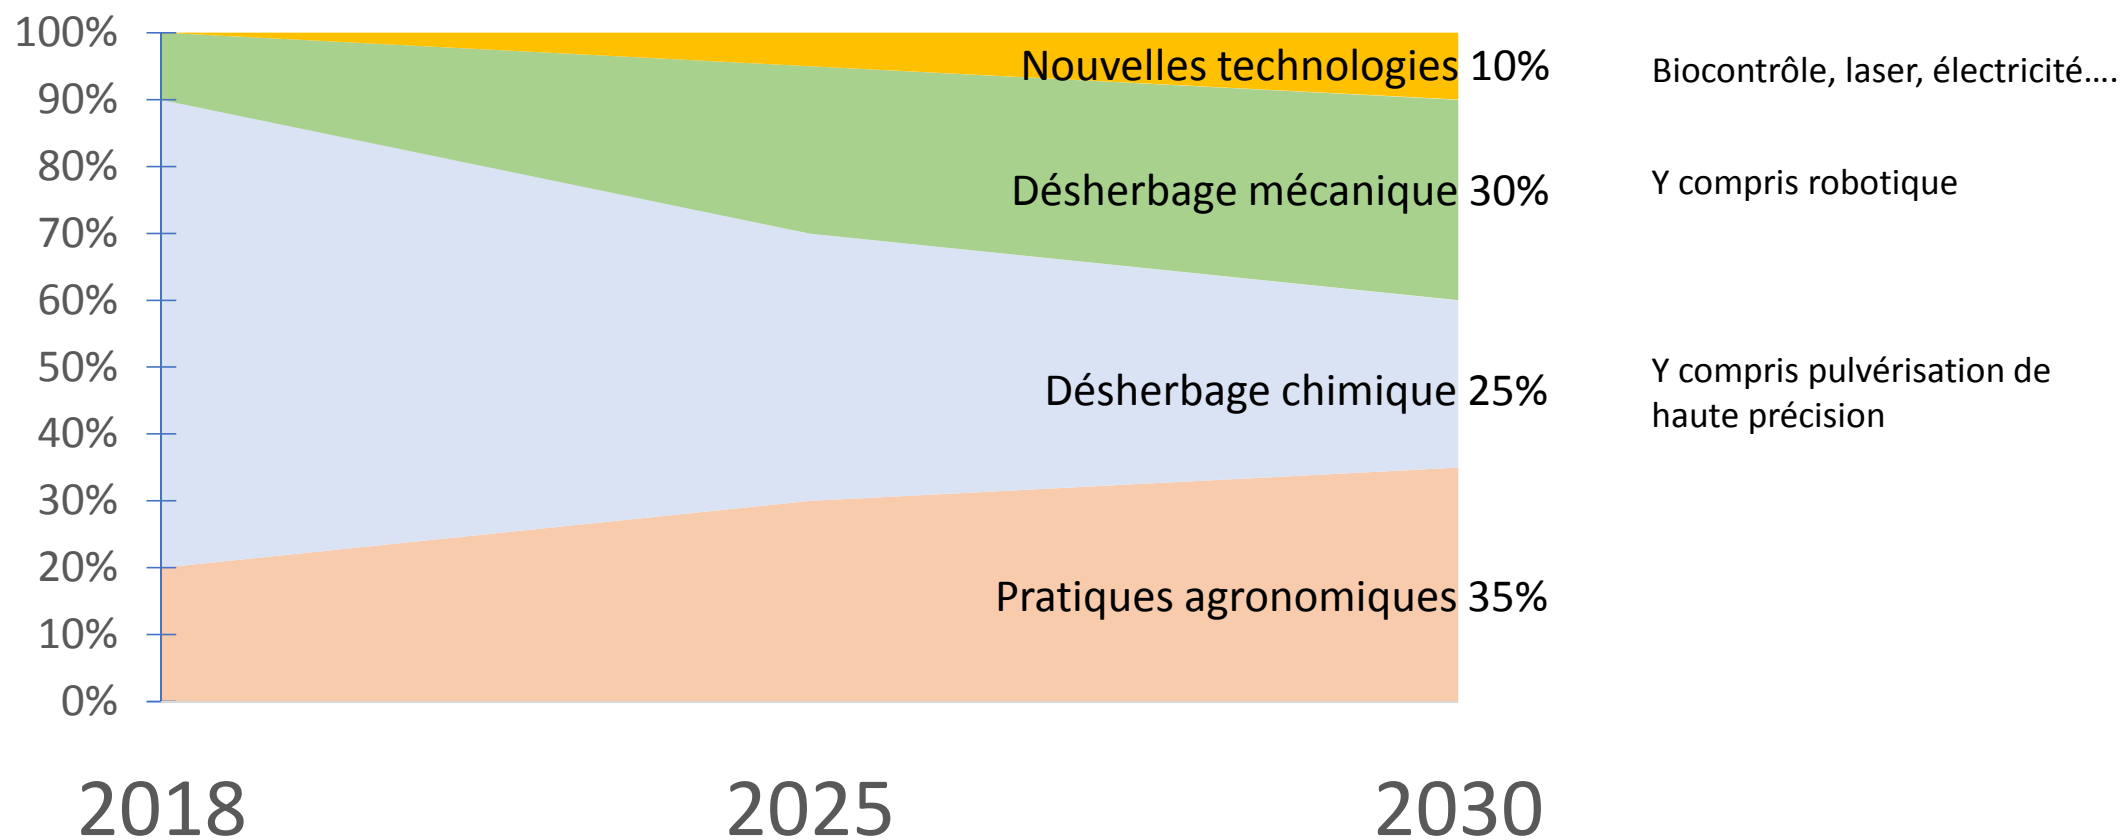 100%
90%
80%
70%
60%
50%
40%
30%
20%
10%
0%
Nouvelles technologies 10%
Désherbage mécanique 30%
Désherbage chimique 25%
Pratiques agronomiques 35%
Biocontrôle, laser, électricité....
Y compris robotique
Y compris pulvérisation de
haute précision
2018
2025
2030